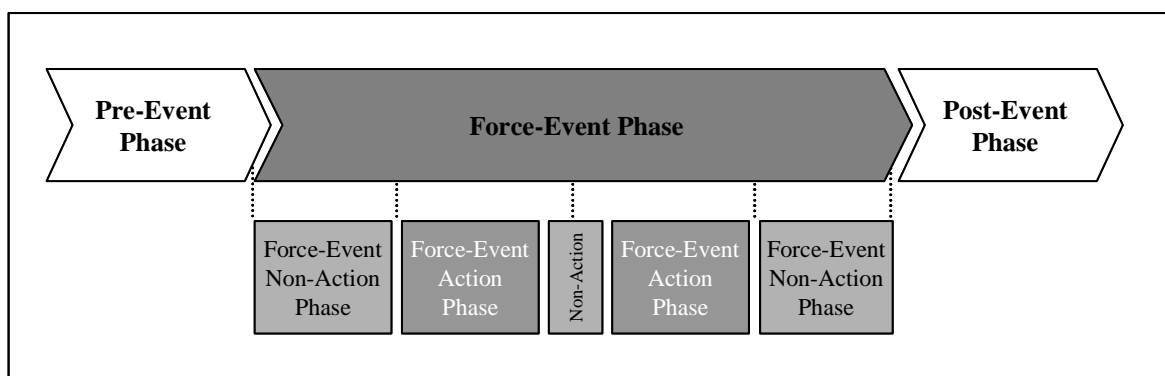 Pre-Event
Phase
Force-Event Phase
Post-Event
Phase
Force-Event
Non-Action
Phase
Force-Event
Action
Phase
Non-Action
Force-Event
Action
Phase
Force-Event
Non-Action
Phase